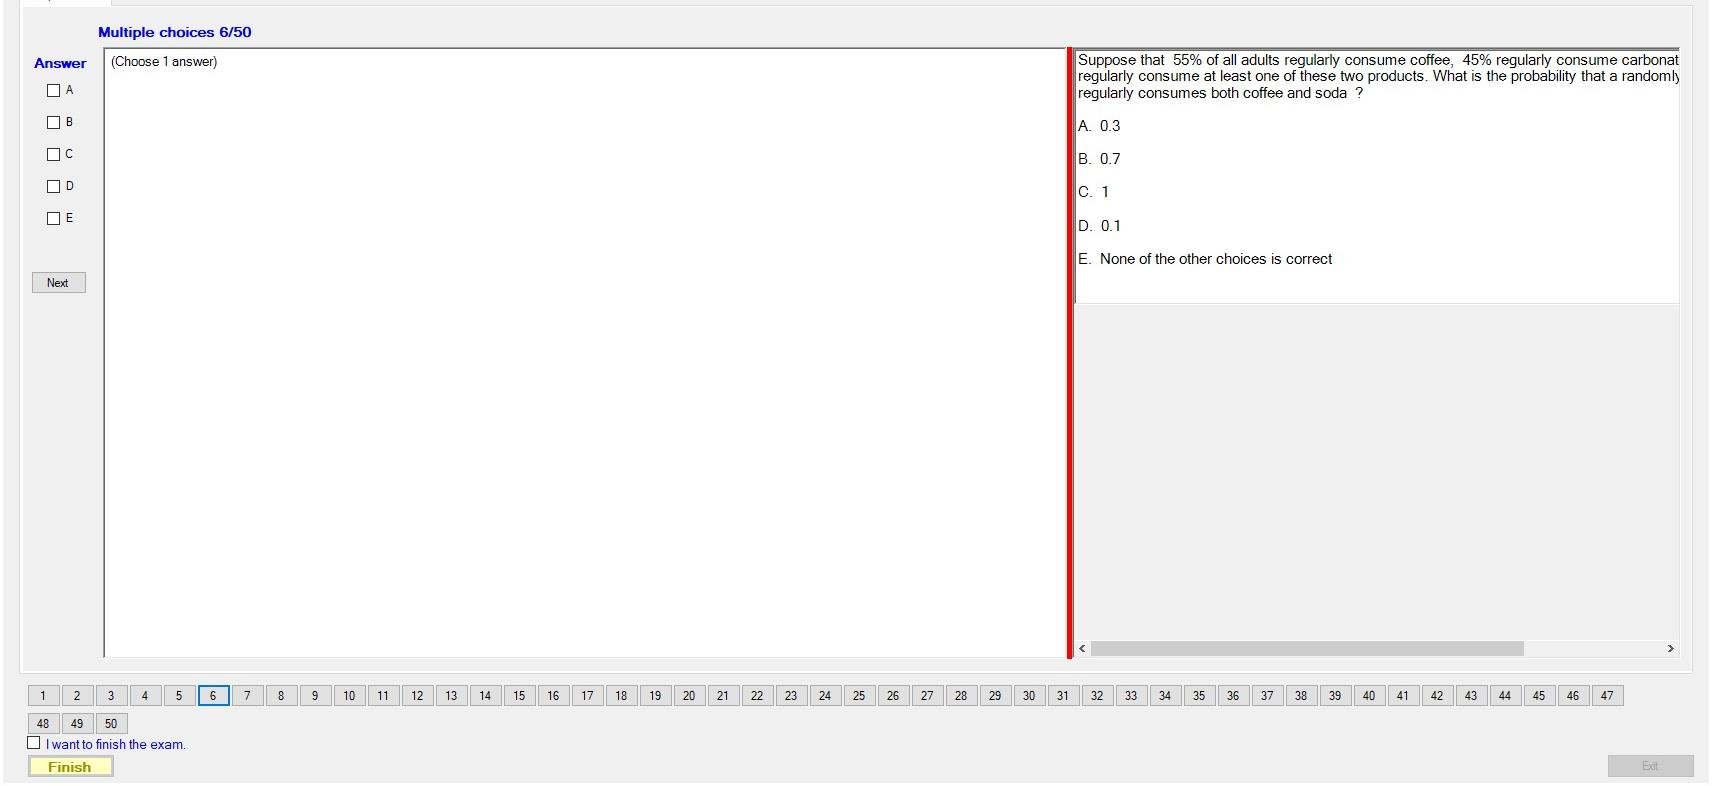 Multiple choices 6/50
Answer
(Choose 1 answer)
A
B
C
D
E
Next
Suppose that 55% of all adults regularly consume coffee, 45% regularly consume carbonat
regularly consume at least one of these two products. What is the probability that a randomly
regularly consumes both coffee and soda ?
A. 0.3
B. 0.7
C. 1
D. 0.1
E. None of the other choices is correct
1 2 3 4 5 6 7 8 9 10 11 12 13 14 15 16 17 18 19 20 21 22 23 24 25 26 27 28 29 30 31 32 33 34 35 36 37 38 39 40 41 42 43 44 45 46 47
48 49 50
I want to finish the exam.
Finish
Exit